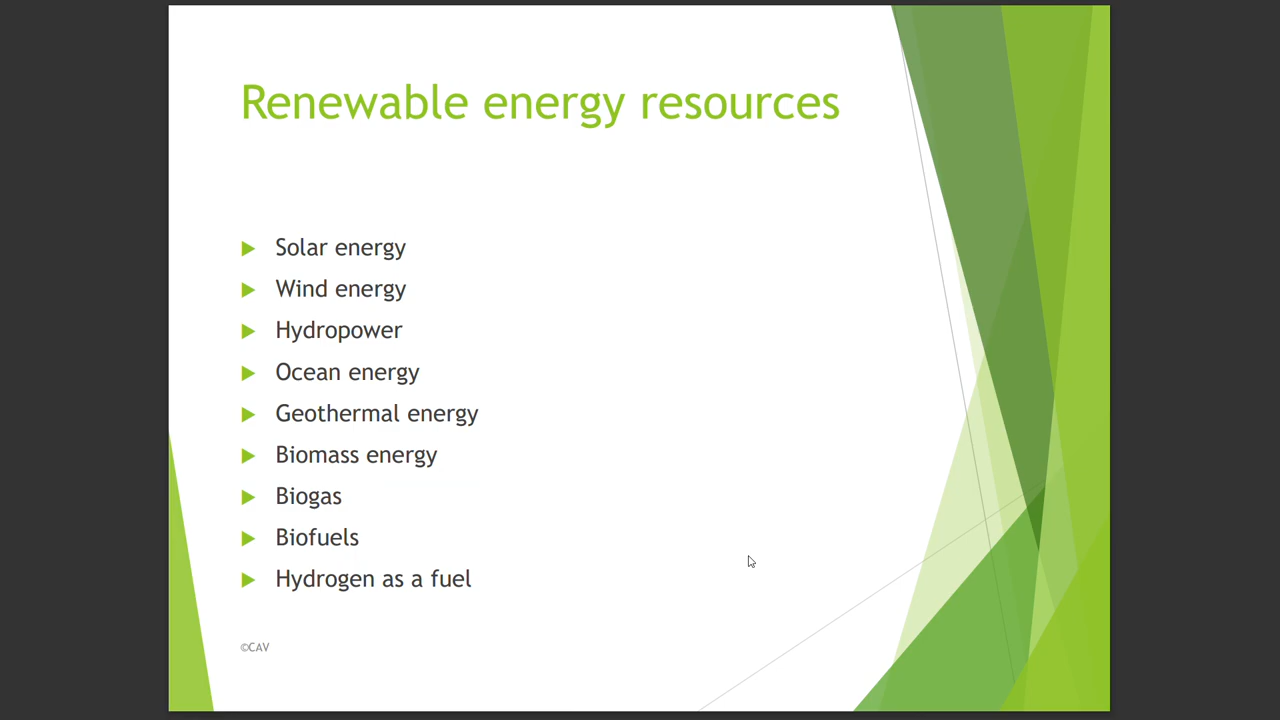 Renewable energy resources
Solar energy
Wind energy
Hydropower
Ocean energy
Geothermal energy
Biomass energy
Biogas
Biofuels
Hydrogen as a fuel
©CAV